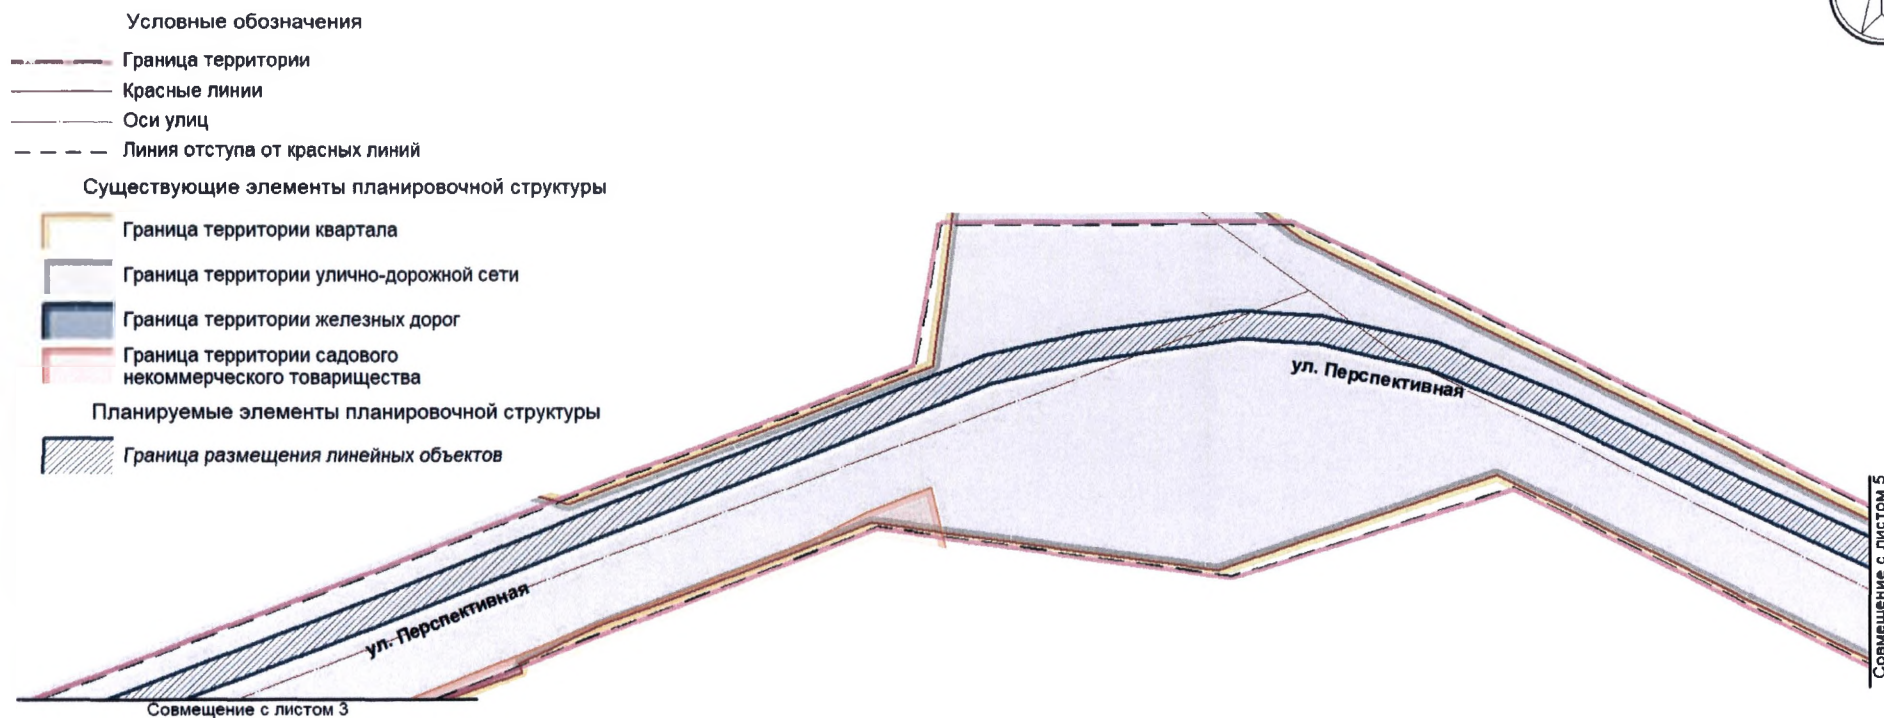 Условные обозначения
Граница территории
Красные линии
Оси улиц
Линия отступа от красных линий
Существующие элементы планировочной структуры
Граница территории квартала
Граница территории улично-дорожной сети
Граница территории железных дорог
Граница территории садового
некоммерческого товарищества
Планируемые элементы планировочной структуры
Граница размещения линейных объектов
ул. Перспективная
ул. Перспективная
Совмещение с листом 3
Совмещение с листом 5